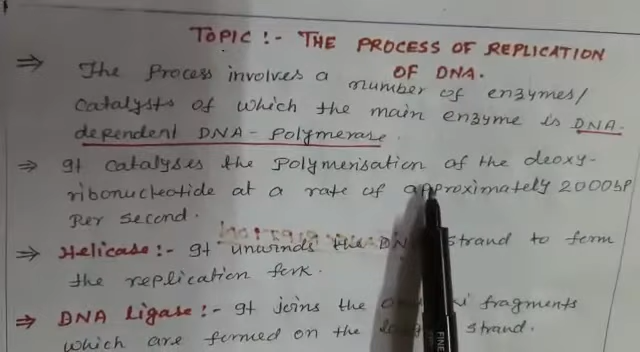 TOPIC :- THE PROCESS OF REPLICATION
OF DNA.
⇒ The Process involves a number of enzymes/
catalysts of which the main enzyme is DNA-
dependent DNA-Polymerase.
⇒ It catalyses the Polymerisation of the deoxy-
ribonucleotide at a rate of approximately 2000bp
Per second.
⇒ Helicase :- It unwinds the DNA strand to form
the replication fork.
⇒ DNA ligase :- It joins the fragments
which are formed on the strand.
FINE